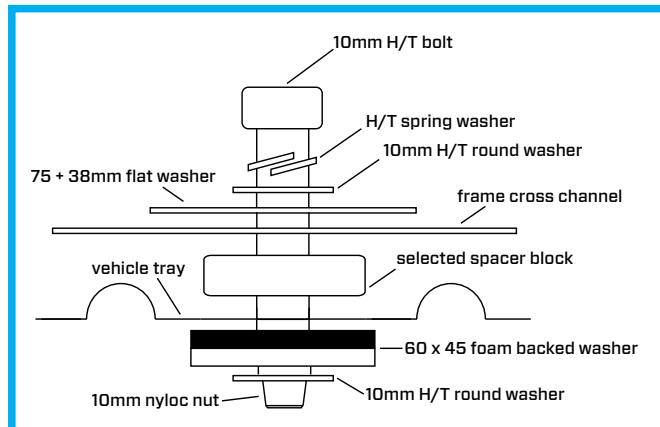 10mm H/T bolt
H/T spring washer
10mm H/T round washer
75 + 38mm flat washer
frame cross channel
vehicle tray
selected spacer block
60 x 45 foam backed washer
10mm nyloc nut
10mm H/T round washer